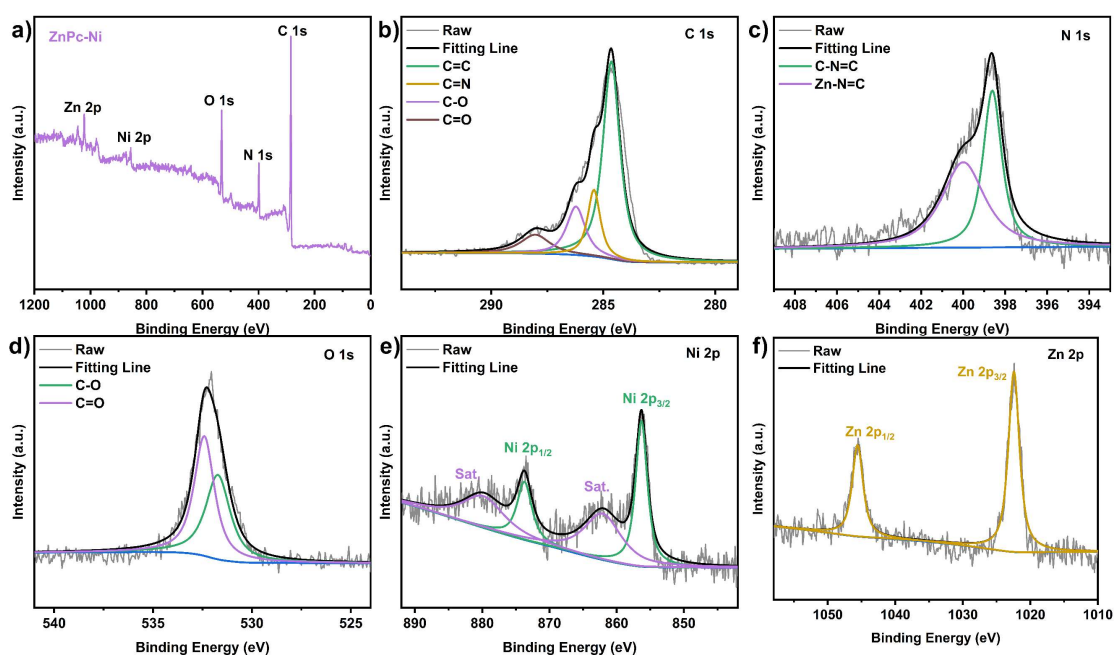 a)
ZnPc-Ni
C 1s
Zn 2p
O 1s
Ni 2p
N 1s
Intensity (a.u.)
1200 1000 800 600 400 200 0
Binding Energy (eV)
b)
Raw
C 1s
Fitting Line
C=C
C=N
C-O
C=O
Intensity (a.u.)
290 285 280
Binding Energy (eV)
c)
Raw
N 1s
Fitting Line
C-N=C
Zn-N=C
Intensity (a.u.)
408 406 404 402 400 398 396 394
Binding Energy (eV)
d)
O 1s
Raw
Fitting Line
C-O
C=O
Intensity (a.u.)
540 535 530 525
Binding Energy (eV)
e)
Raw
Ni 2p
Fitting Line
Ni 2p3/2
Ni 2p1/2
Sat.
Sat.
Intensity (a.u.)
890 880 870 860 850
Binding Energy (eV)
f)
Raw
Zn 2p
Fitting Line
Zn 2p3/2
Zn 2p1/2
Intensity (a.u.)
1050 1040 1030 1020 1010
Binding Energy (eV)